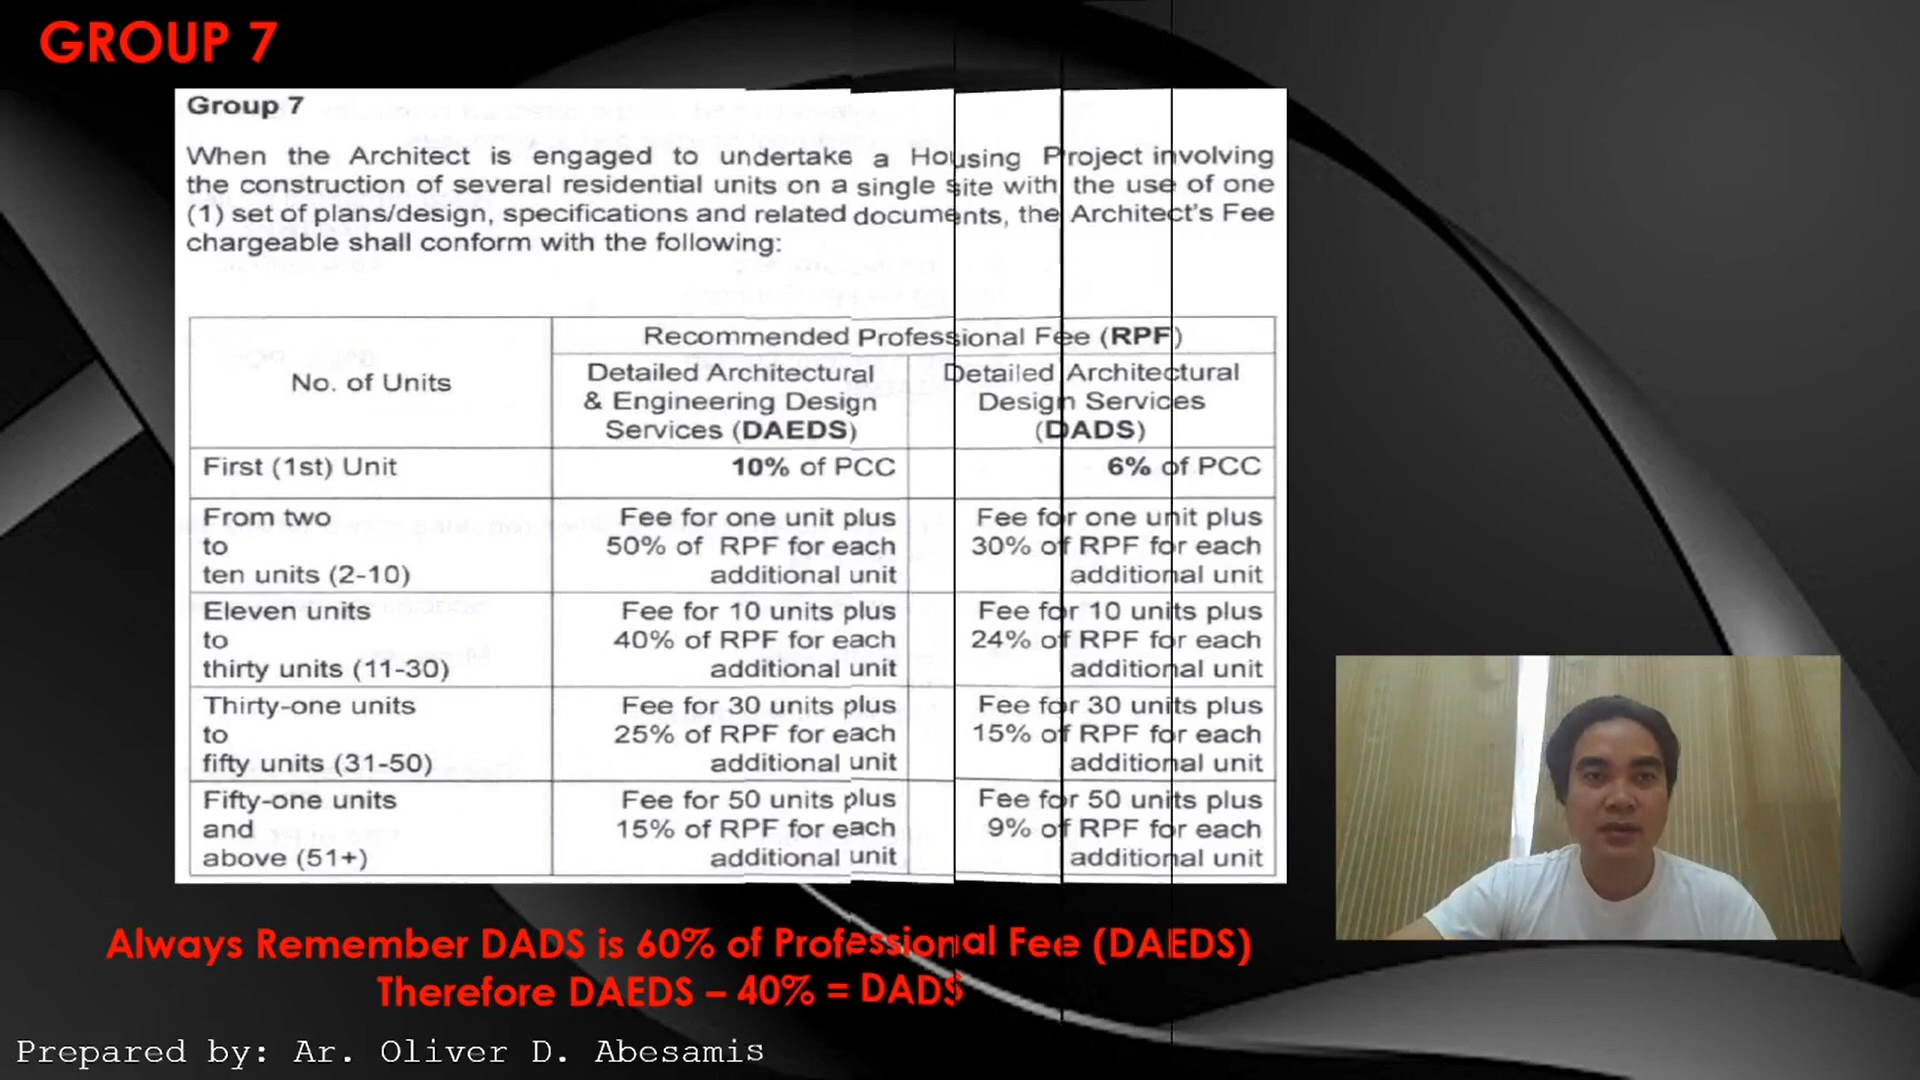 GROUP 7
Group 7
When the Architect is engaged to undertake a Housing Project involving
the construction of several residential units on a single site with the use of one
(1) set of plans/design, specifications and related documents, the Architect's Fee
chargeable shall conform with the following:
No. of Units
Recommended Professional Fee (RPF)
Detailed Architectural
& Engineering Design
Services (DAEDS)
Detailed Architectural
Design Services
(DADS)
First (1st) Unit
10% of PCC
6% of PCC
From two
to
ten units (2-10)
Fee for one unit plus
50% of RPF for each
additional unit
Fee for one unit plus
30% of RPF for each
additional unit
Eleven units
to
thirty units (11-30)
Fee for 10 units plus
40% of RPF for each
additional unit
Fee for 10 units plus
24% of RPF for each
additional unit
Thirty-one units
to
fifty units (31-50)
Fee for 30 units plus
25% of RPF for each
additional unit
Fee for 30 units plus
15% of RPF for each
additional unit
Fifty-one units
and
above (51+)
Fee for 50 units plus
15% of RPF for each
additional unit
Fee for 50 units plus
9% of RPF for each
additional unit
Always Remember DADS is 60% of Professional Fee (DAEDS)
Therefore DAEDS – 40% = DADS
Prepared by: Ar. Oliver D. Abesamis